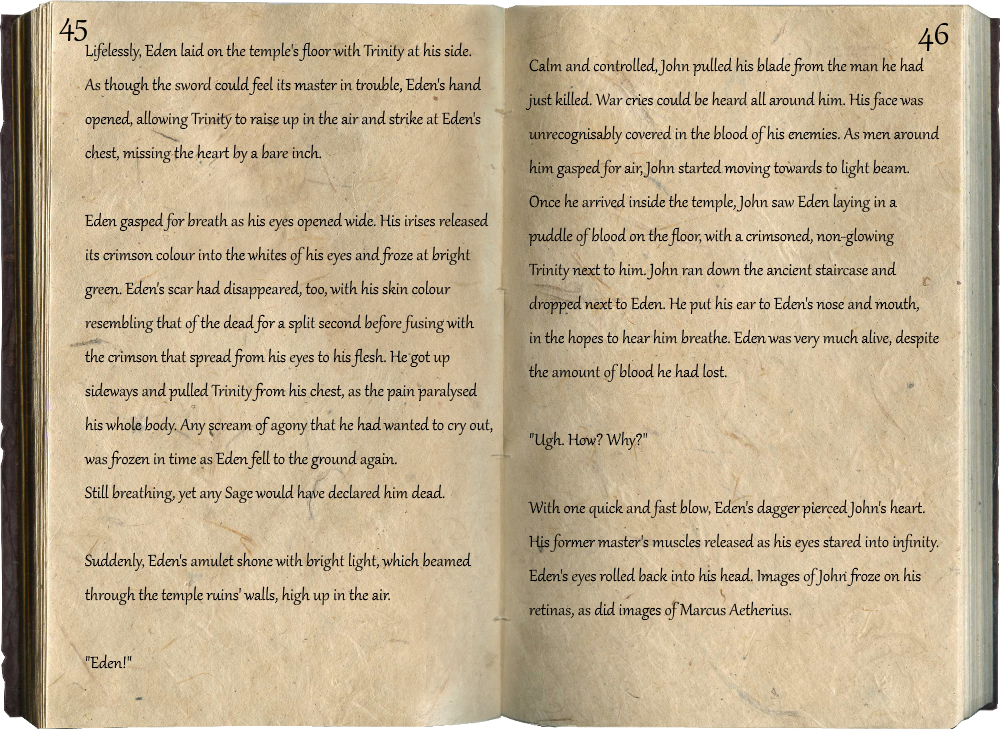 45
Lifelessly, Eden laid on the temple's floor with Trinity at his side.
As though the sword could feel its master in trouble, Eden's hand
opened, allowing Trinity to raise up in the air and strike at Eden's
chest, missing the heart by a bare inch.
Eden gasped for breath as his eyes opened wide. His irises released
its crimson colour into the whites of his eyes and froze at bright
green. Eden's scar had disappeared, too, with his skin colour
resembling that of the dead for a split second before fusing with
the crimson that spread from his eyes to his flesh. He got up
sideways and pulled Trinity from his chest, as the pain paralysed
his whole body. Any scream of agony that he had wanted to cry out,
was frozen in time as Eden fell to the ground again.
Still breathing, yet any Sage would have declared him dead.
Suddenly, Eden's amulet shone with bright light, which beamed
through the temple ruins' walls, high up in the air.
"Eden!"
46
Calm and controlled, John pulled his blade from the man he had
just killed. War cries could be heard all around him. His face was
unrecognisably covered in the blood of his enemies. As men around
him gasped for air, John started moving towards to light beam.
Once he arrived inside the temple, John saw Eden laying in a
puddle of blood on the floor, with a crimsoned, non-glowing
Trinity next to him. John ran down the ancient staircase and
dropped next to Eden. He put his ear to Eden's nose and mouth,
in the hopes to hear him breathe. Eden was very much alive, despite
the amount of blood he had lost.
"Ugh. How? Why?"
With one quick and fast blow, Eden's dagger pierced John's heart.
His former master's muscles released as his eyes stared into infinity.
Eden's eyes rolled back into his head. Images of John froze on his
retinas, as did images of Marcus Aetherius.